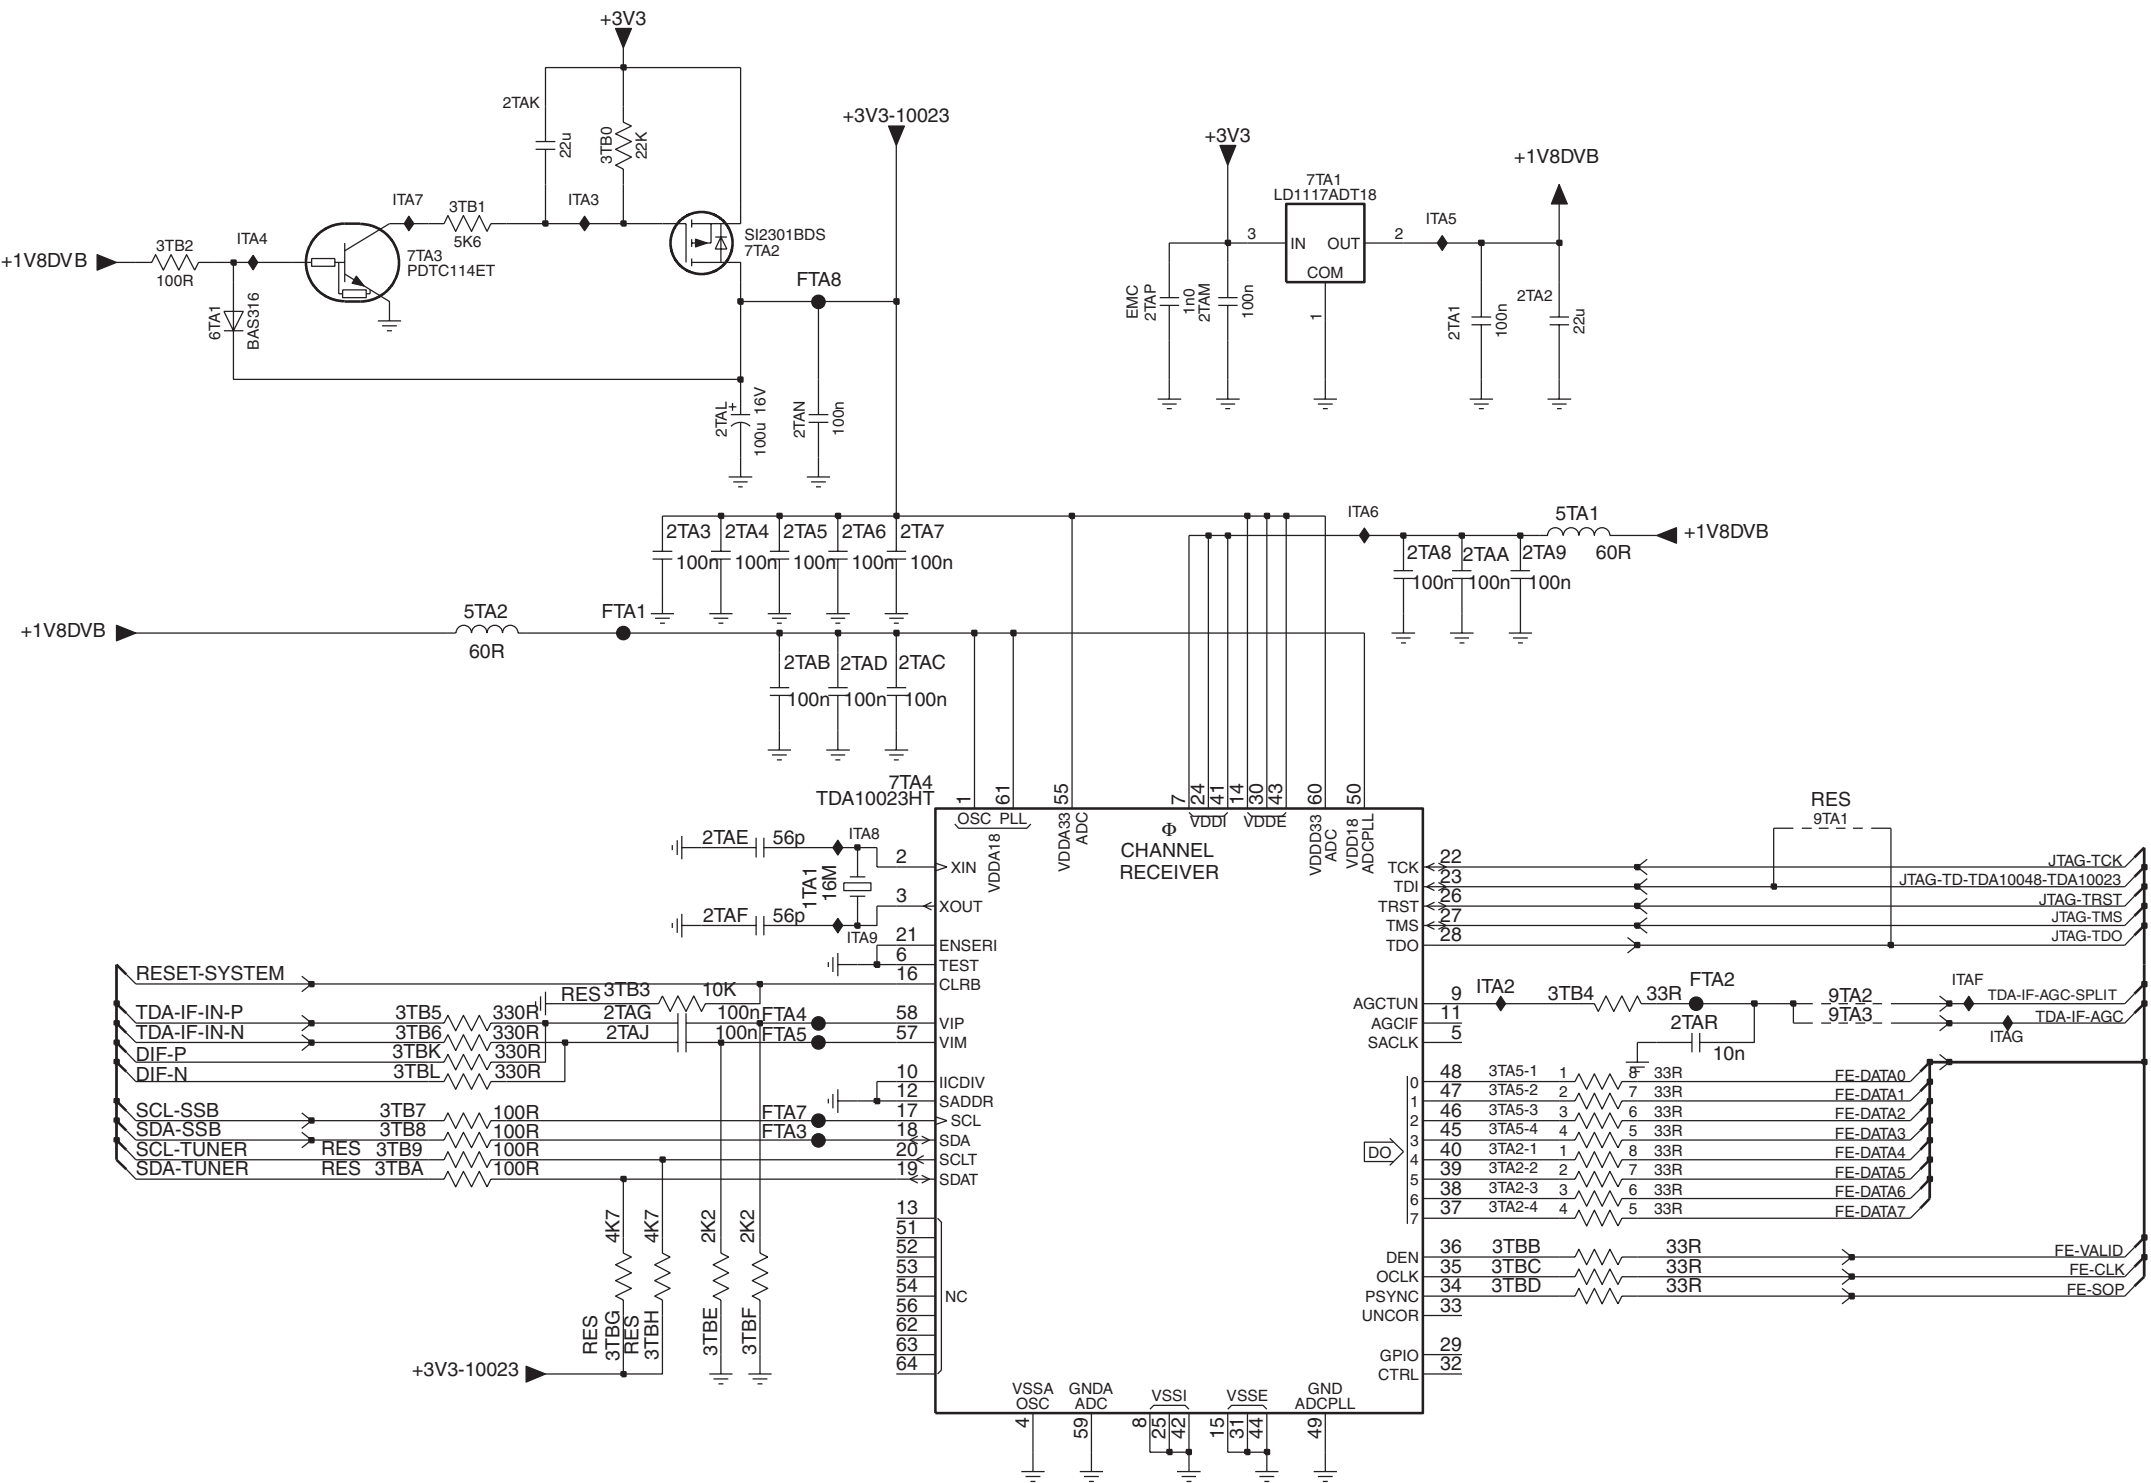 +3V3
2TAK
22u
3TB0
22K
ITA7
3TB1
5K6
ITA3
+1V8DVB
3TB2
100R
ITA4
7TA3
PDTC114ET
SI2301BDS
7TA2
6TA1
BAS316
FTA8
+3V3-10023
2TAL
+
100u 16V
2TAN
100n
+3V3
7TA1
LD1117ADT18
3
IN OUT
COM
2
1
ITA5
+1V8DVB
EMC
2TAP
1n0
2TAM
100n
2TA1
100n
2TA2
22u
2TA3
100n
2TA4
100n
2TA5
100n
2TA6
100n
2TA7
100n
ITA6
2TA8
100n
2TAA
100n
2TA9
100n
5TA1
60R
+1V8DVB
+1V8DVB
5TA2
60R
FTA1
2TAB
100n
2TAD
100n
2TAC
100n
7TA4
TDA10023HT
1
61
55
7
24
41
14
30
43
60
50
OSC PLL
VDDA18
VDDA33
ADC
VDDI
VDDE
VDDD33
ADC
VDD18
ADCPLL
Φ
CHANNEL
RECEIVER
2TAE 56p ITA8
1TA1
16M
2TAF 56p
ITA9
2 XIN
3 XOUT
21 ENSERI
6 TEST
16 CLRB
RESET-SYSTEM
RES 3TB3 10K
TDA-IF-IN-P 3TB5 330R 2TAG 100n FTA4 58 VIP
TDA-IF-IN-N 3TB6 330R 2TAJ 100n FTA5 57 VIM
DIF-P 3TBK 330R
DIF-N 3TBL 330R
10 IICDIV
12 SADDR
SCL-SSB 3TB7 100R FTA7 17 SCL
SDA-SSB 3TB8 100R FTA3 18 SDA
SCL-TUNER RES 3TB9 100R 20 SCLT
SDA-TUNER RES 3TBA 100R 19 SDAT
4K7
RES
3TBG
4K7
RES
3TBH
2K2
3TBE
2K2
3TBF
+3V3-10023
13
51
52
53
54
56
62
63
64
NC
TCK 22 JTAG-TCK
TDI 23 JTAG-TD-TDA10048-TDA10023
TRST 26 JTAG-TRST
TMS 27 JTAG-TMS
TDO 28 JTAG-TDO
RES
9TA1
AGCTUN 9 ITA2 3TB4 33R FTA2 9TA2 ITAF TDA-IF-AGC-SPLIT
AGCIF 11 9TA3 ITAG TDA-IF-AGC
SACLK 5
2TAR
10n
DO
0 48 3TA5-1 1 8 33R FE-DATA0
1 47 3TA5-2 2 7 33R FE-DATA1
2 46 3TA5-3 3 6 33R FE-DATA2
3 45 3TA5-4 4 5 33R FE-DATA3
4 40 3TA2-1 1 8 33R FE-DATA4
5 39 3TA2-2 2 7 33R FE-DATA5
6 38 3TA2-3 3 6 33R FE-DATA6
7 37 3TA2-4 4 5 33R FE-DATA7
DEN 36 3TBB 33R FE-VALID
OCLK 35 3TBC 33R FE-CLK
PSYNC 34 3TBD 33R FE-SOP
UNCOR 33
GPIO 29
CTRL 32
VSSA
OSC
GNDA
ADC
VSSI
VSSE
GND
ADCPLL
4
59
8
25
42
15
31
44
49